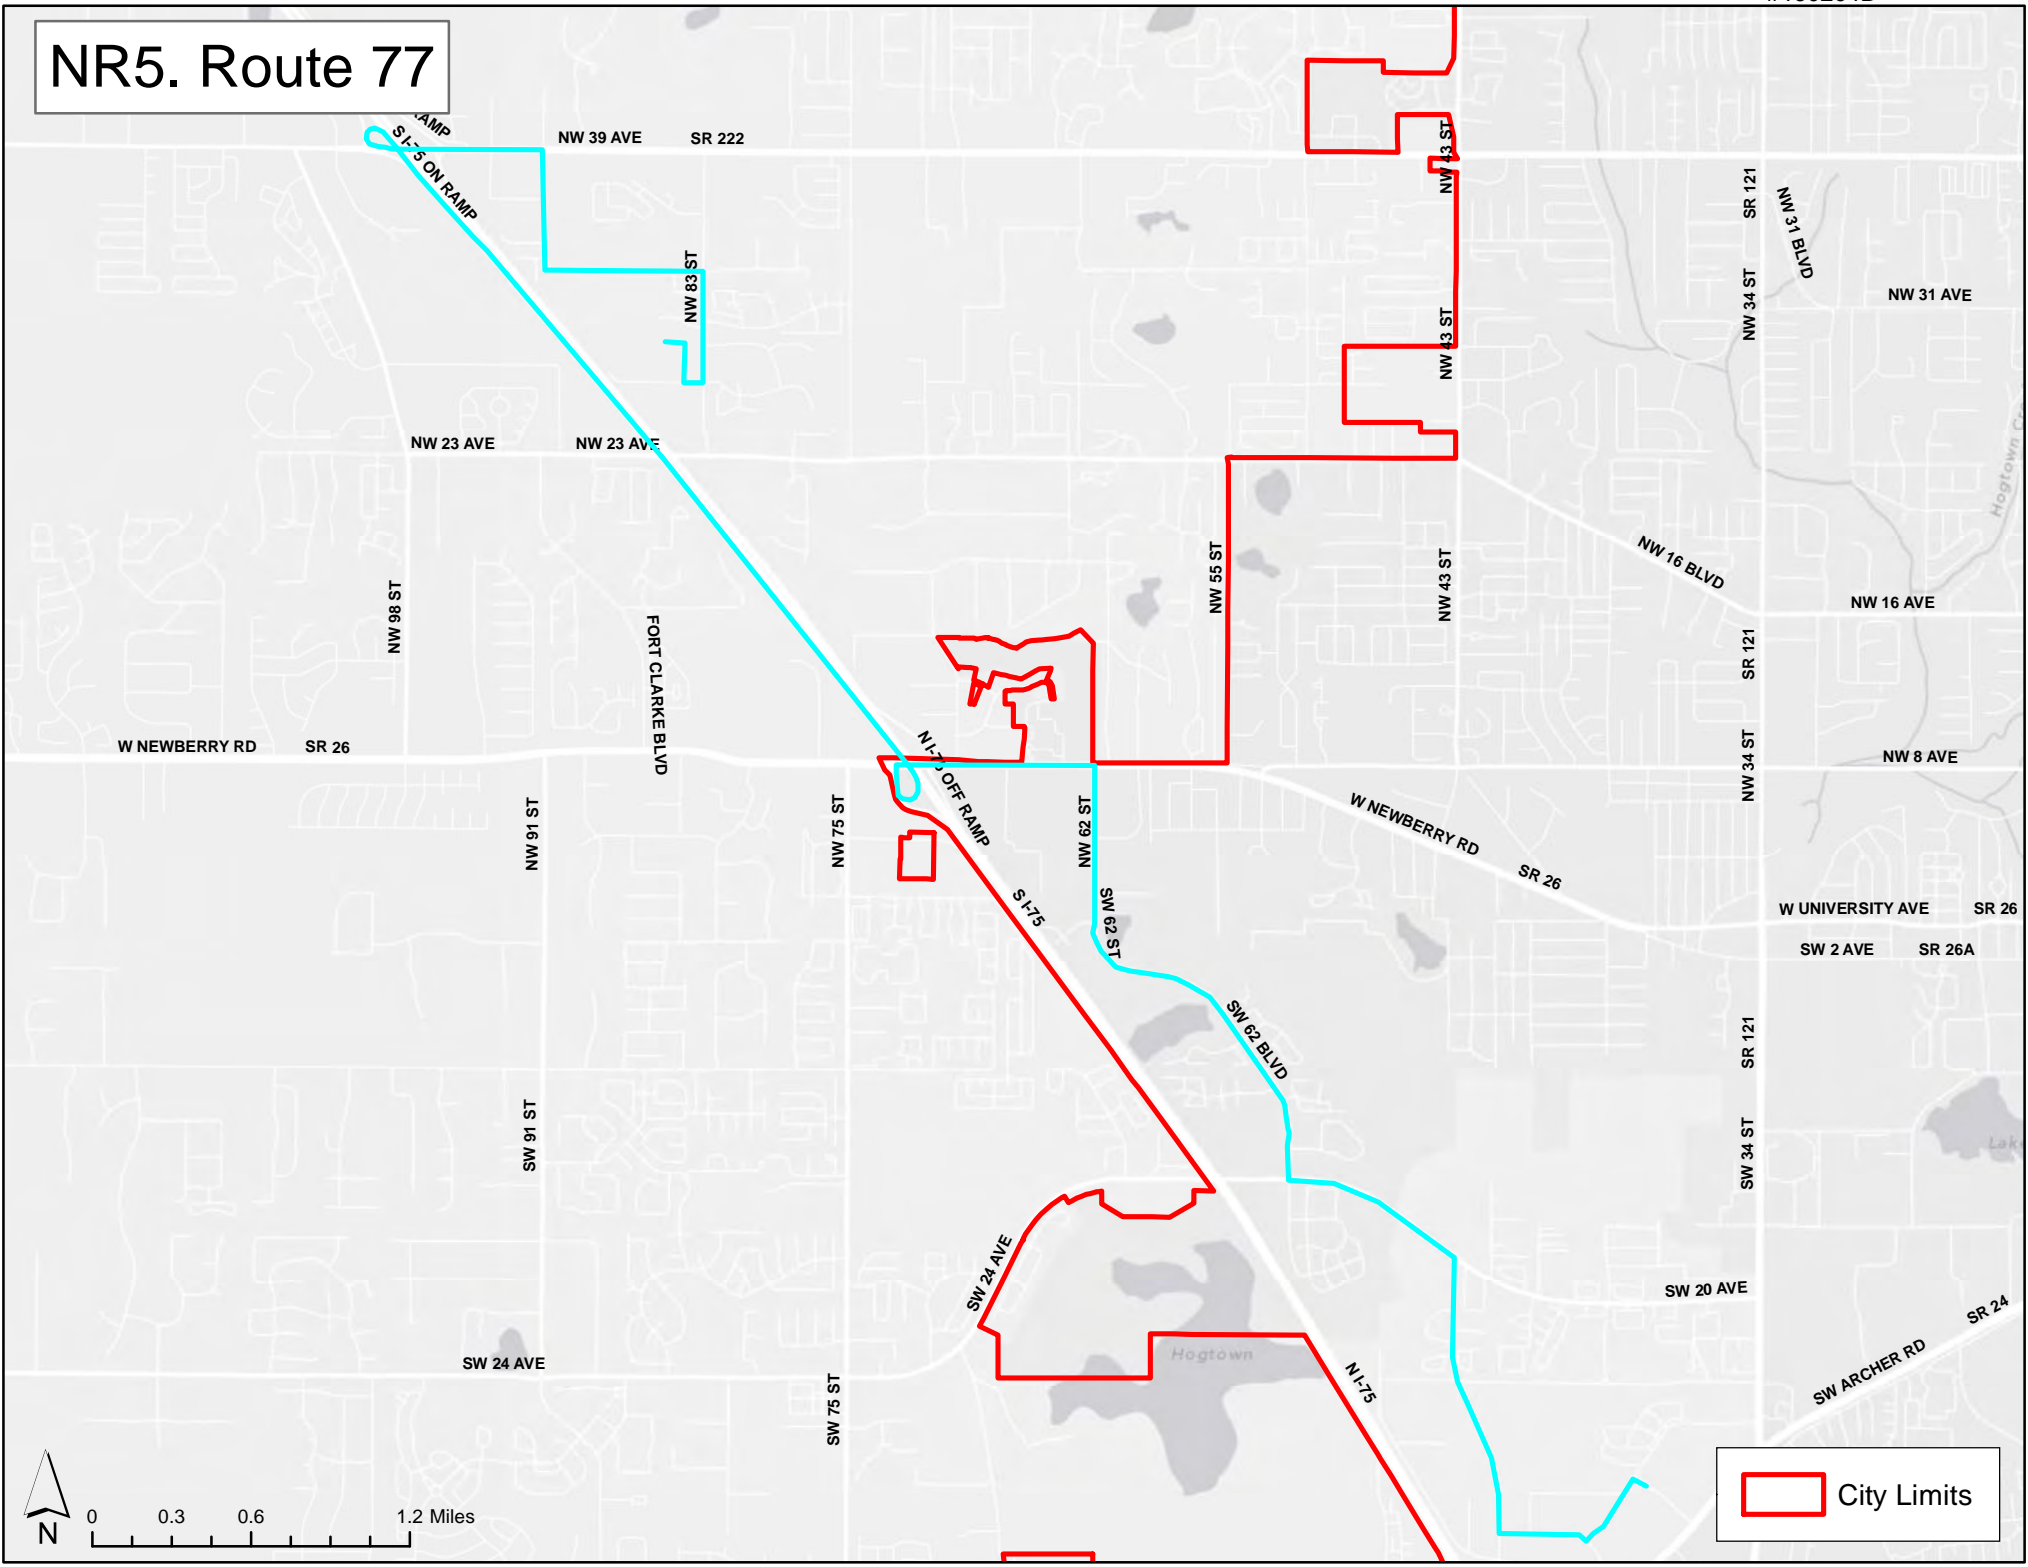 NR5. Route 77
S I-75 ON RAMP
NW 39 AVE
SR 222
NW 43 ST
SR 121
NW 31 BLVD
NW 83 ST
NW 34 ST
NW 31 AVE
NW 43 ST
NW 23 AVE
NW 23 AVE
Hogtown
NW 16 BLVD
NW 55 ST
NW 43 ST
NW 98 ST
NW 16 AVE
FORT CLARKE BLVD
SR 121
W NEWBERRY RD
SR 26
N I-75 OFF RAMP
NW 34 ST
NW 8 AVE
NW 91 ST
NW 75 ST
NW 62 ST
W NEWBERRY RD
SR 26
S I-75
SW 62 ST
W UNIVERSITY AVE
SR 26
SW 2 AVE
SR 26A
SW 62 BLVD
SR 121
SW 91 ST
SW 34 ST
Lake
SW 24 AVE
SW 20 AVE
SR 24
Hogtown
SW 24 AVE
SW ARCHER RD
N I-75
SW 75 ST
City Limits
0 0.3 0.6 1.2 Miles
N